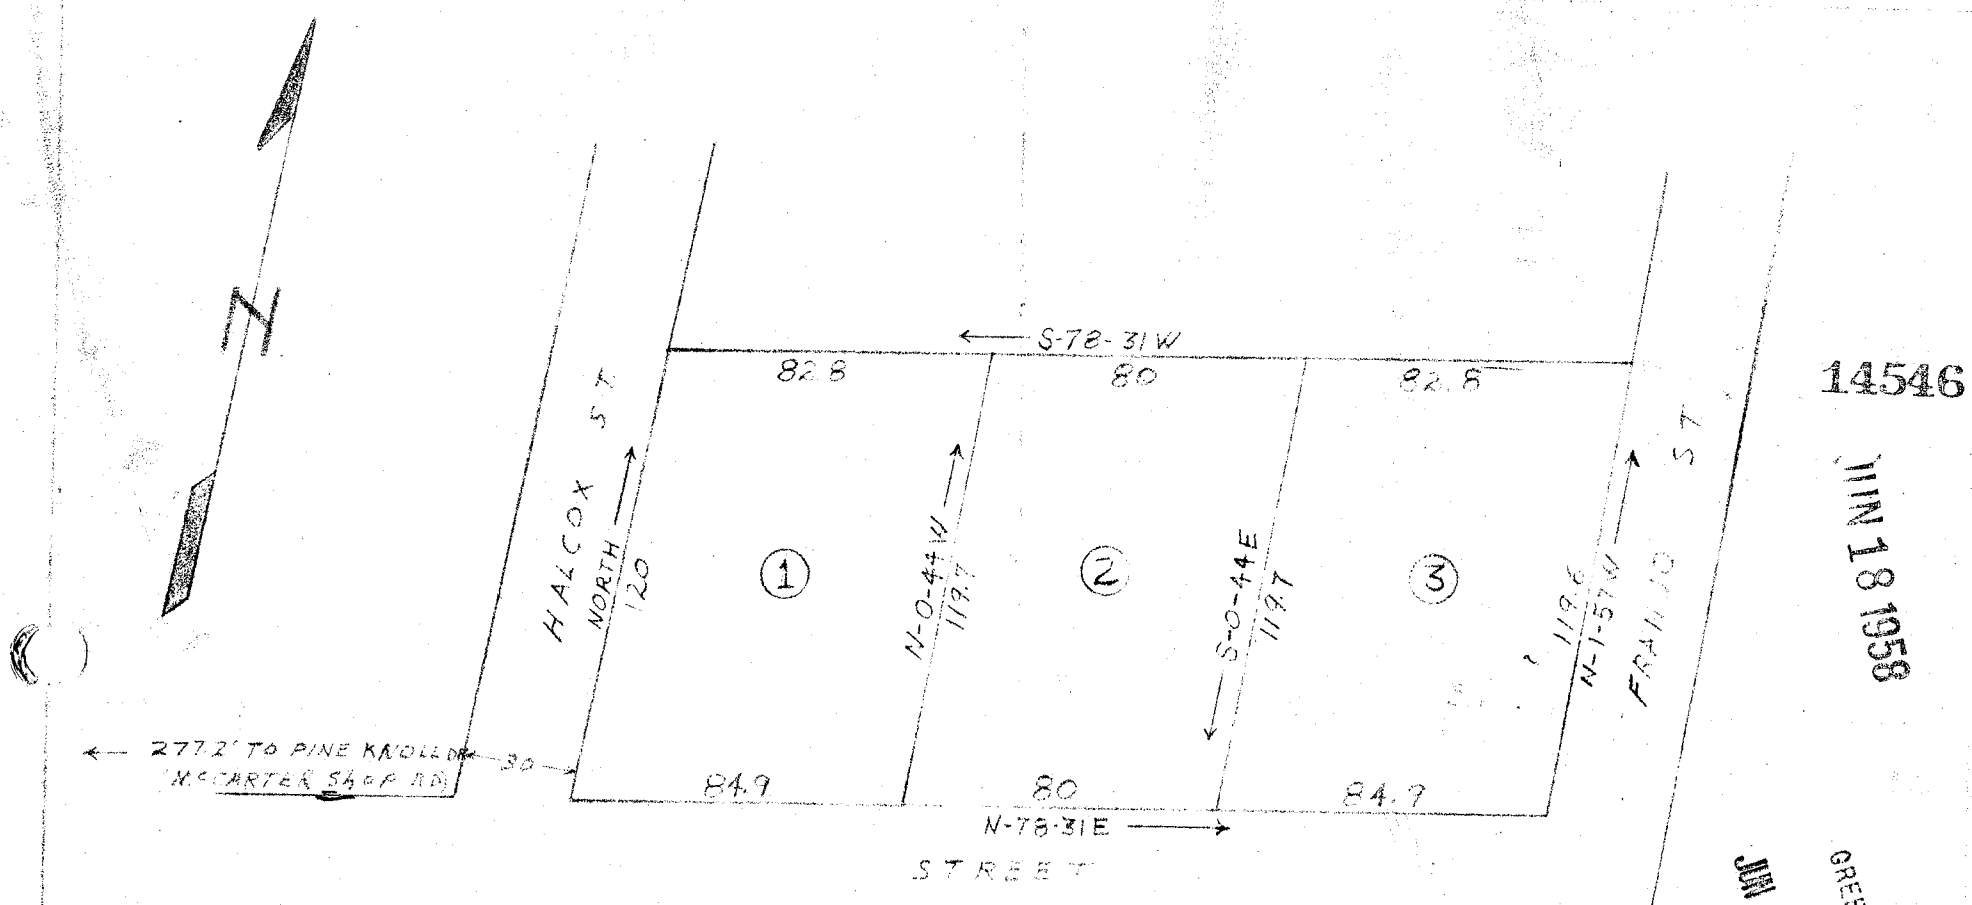 N
S-78-31W
82.8
80
82.8
14546
HALCOX ST
NORTH
120
1
N-0-44W
119.7
2
S-0-44E
119.7
3
119.6
N-1-57W
ST
JUN 18 1958
277.2' TO PINE KNOLL DR
McCARTER SHOP RD
30
84.9
80
84.9
N-78-31E
STREET
JUN